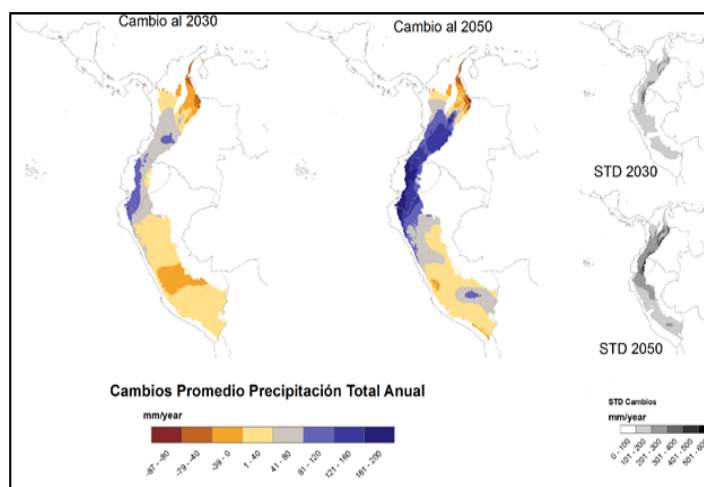 Cambio al 2030
Cambio al 2050
STD 2030
STD 2050
Cambios Promedio Precipitación Total Anual
mm/year
-87 - -80
-79 - -40
-39 - 0
1 - 40
41 - 80
81 - 120
121 - 160
161 - 200
STD Cambios
mm/year
0 - 100
101 - 200
201 - 300
301 - 400
401 - 500